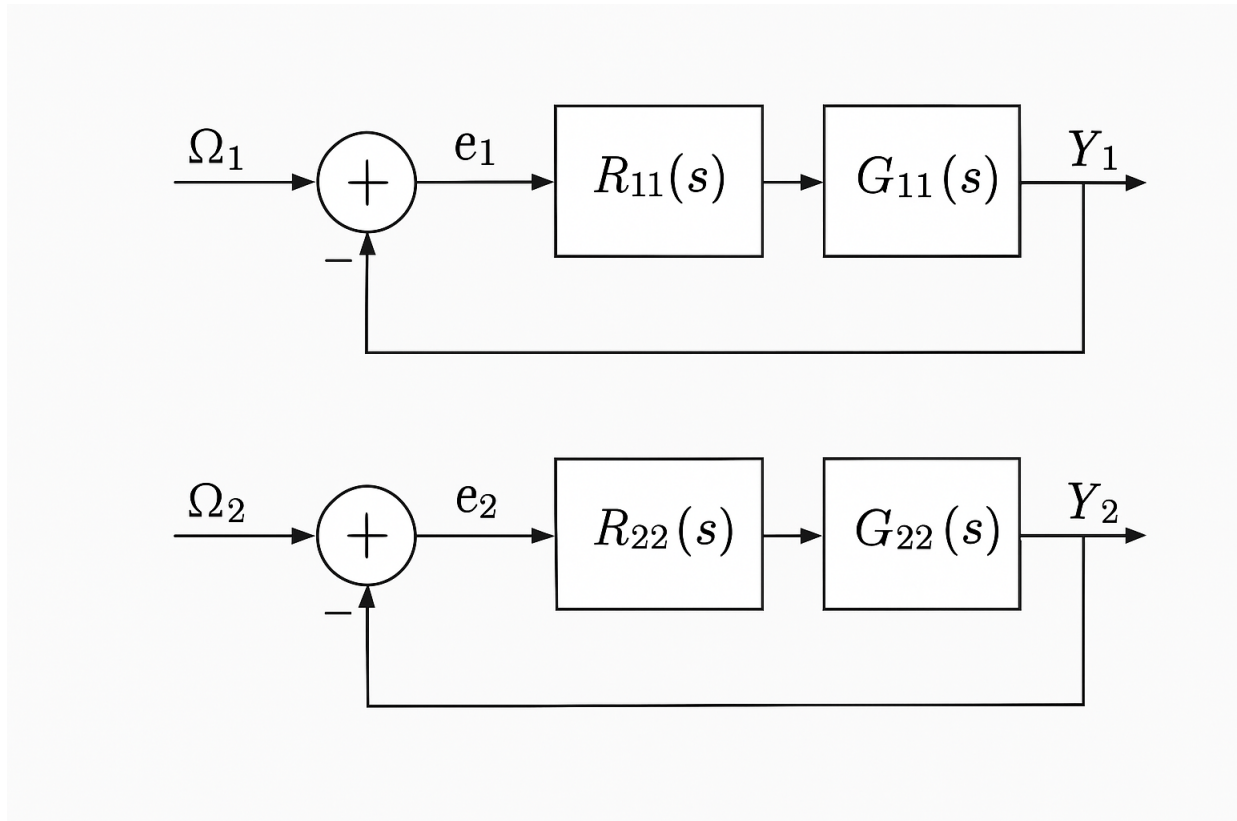 Ω₁ + e₁ R₁₁(s) G₁₁(s) Y₁
−
Ω₂ + e₂ R₂₂(s) G₂₂(s) Y₂
−